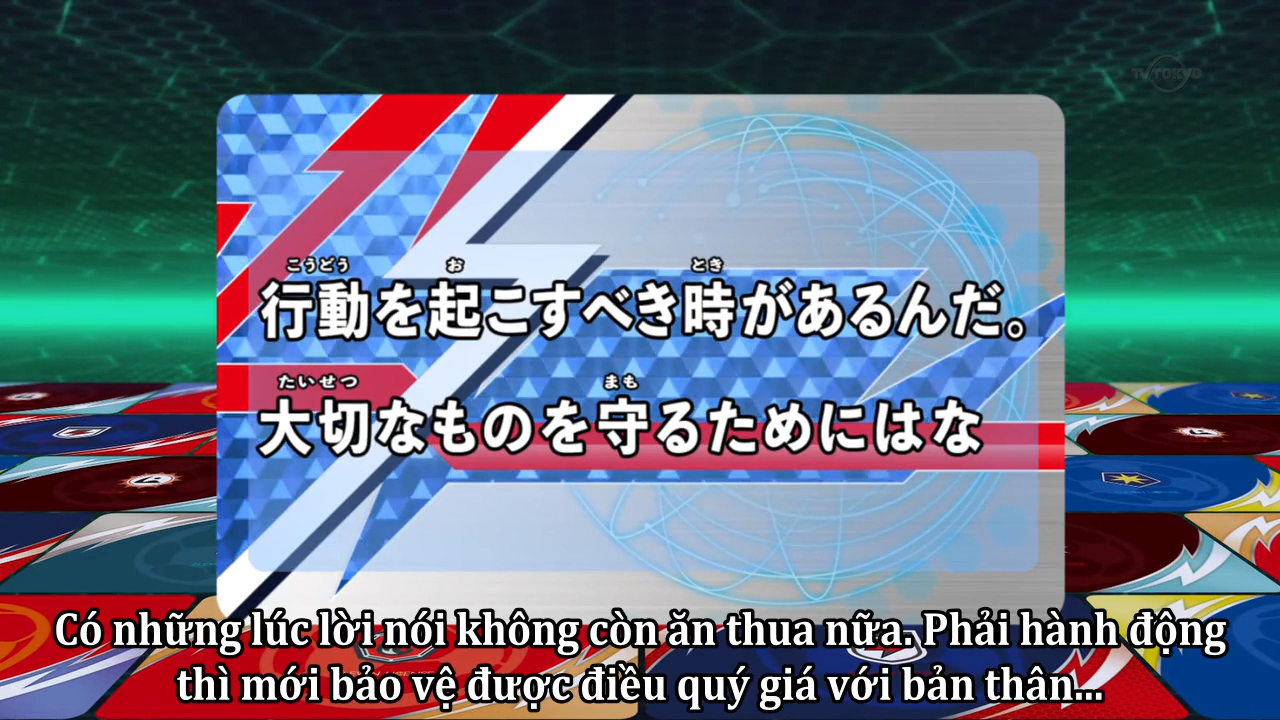 TV TOKYO
こうどう お とき
行動を起こすべき時があるんだ。
たいせつ まも
大切なものを守るためにはな
Có những lúc lời nói không còn ăn thua nữa. Phải hành động
thì mới bảo vệ được điều quý giá với bản thân...